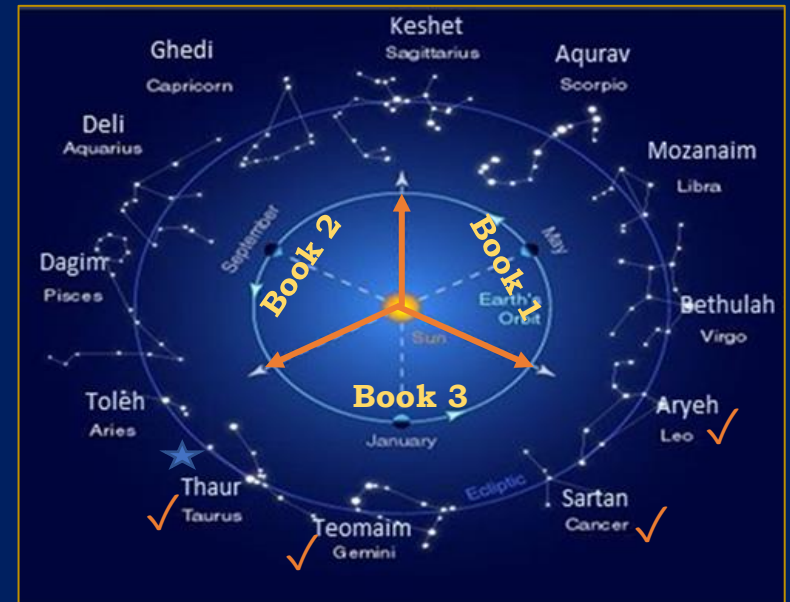 Keshet
Sagittarius
Ghedi
Capricorn
Aqurav
Scorpio
Deli
Aquarius
Mozanaim
Libra
September
Book 2
Book 1
May
Dagim
Pisces
Earth's
Orbit
Sun
Bethulah
Virgo
Book 3
January
Toleh
Aries
Aryeh
Leo
Thaur
Taurus
Ecliptic
Sartan
Cancer
Teomaim
Gemini